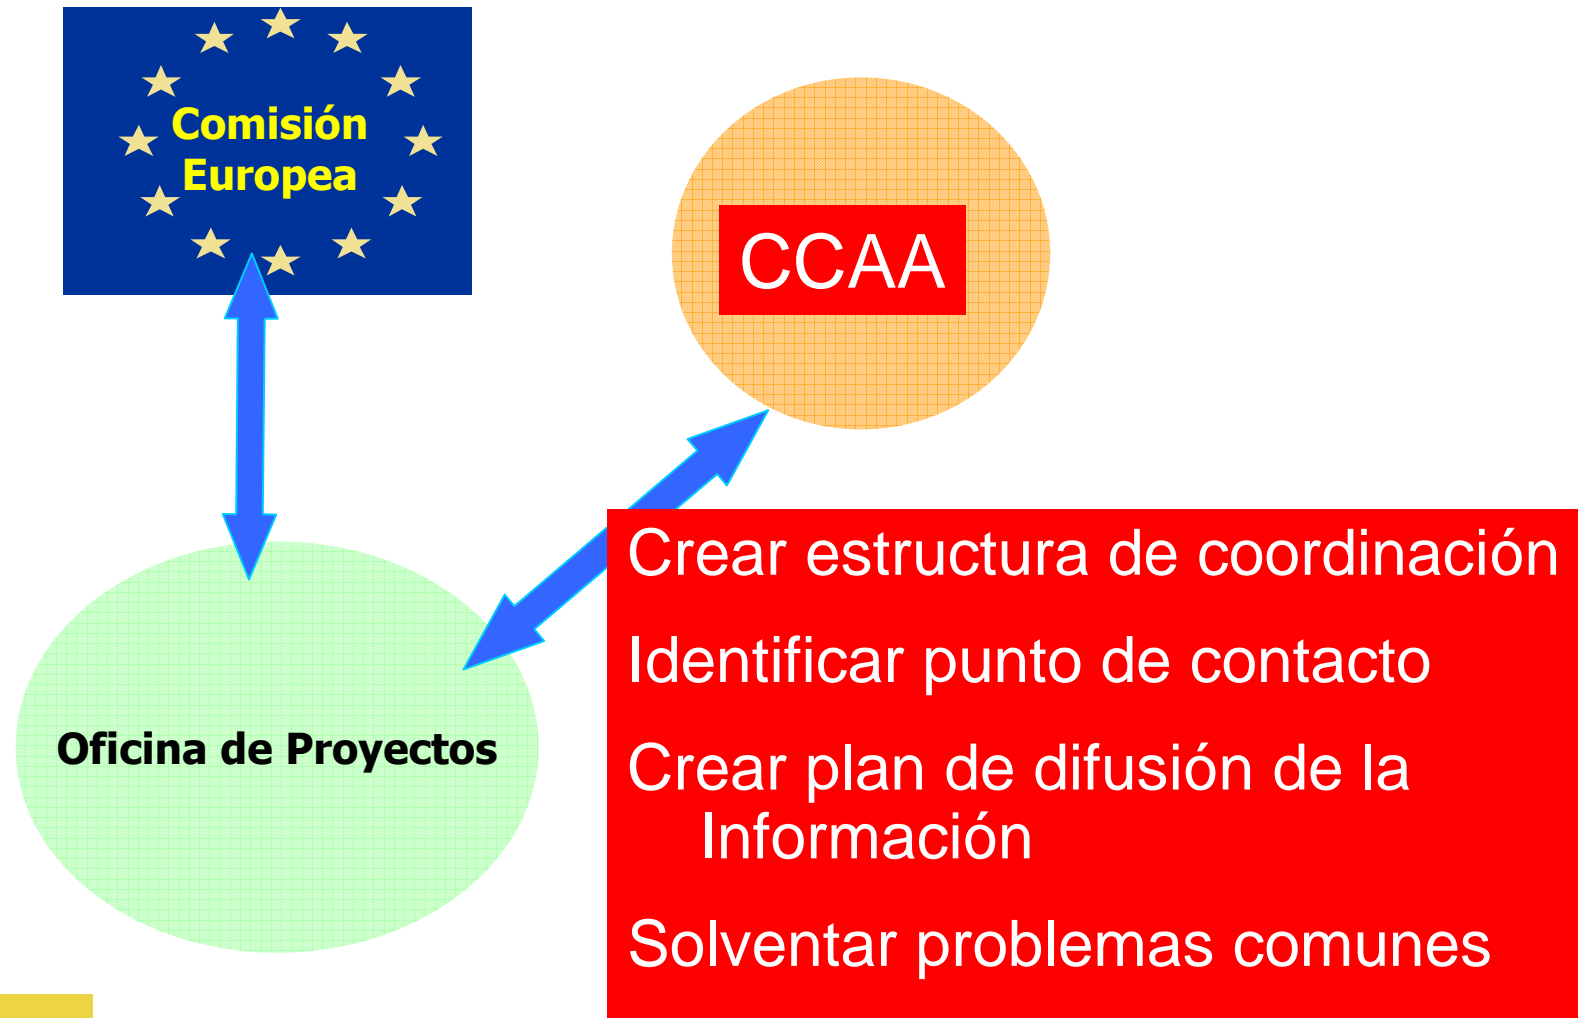 Comisión
Europea
CCAA
Crear estructura de coordinación
Identificar punto de contacto
Crear plan de difusión de la
Información
Solventar problemas comunes
Oficina de Proyectos